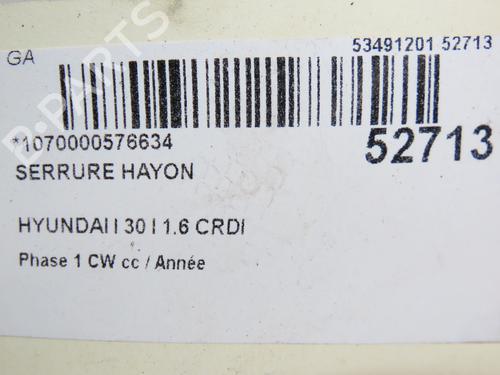 GA
53491201 52713
*1070000576634
52713
SERRURE HAYON
HYUNDAI I 30 I 1.6 CRDI
Phase 1 CW cc / Année
B-PARTS